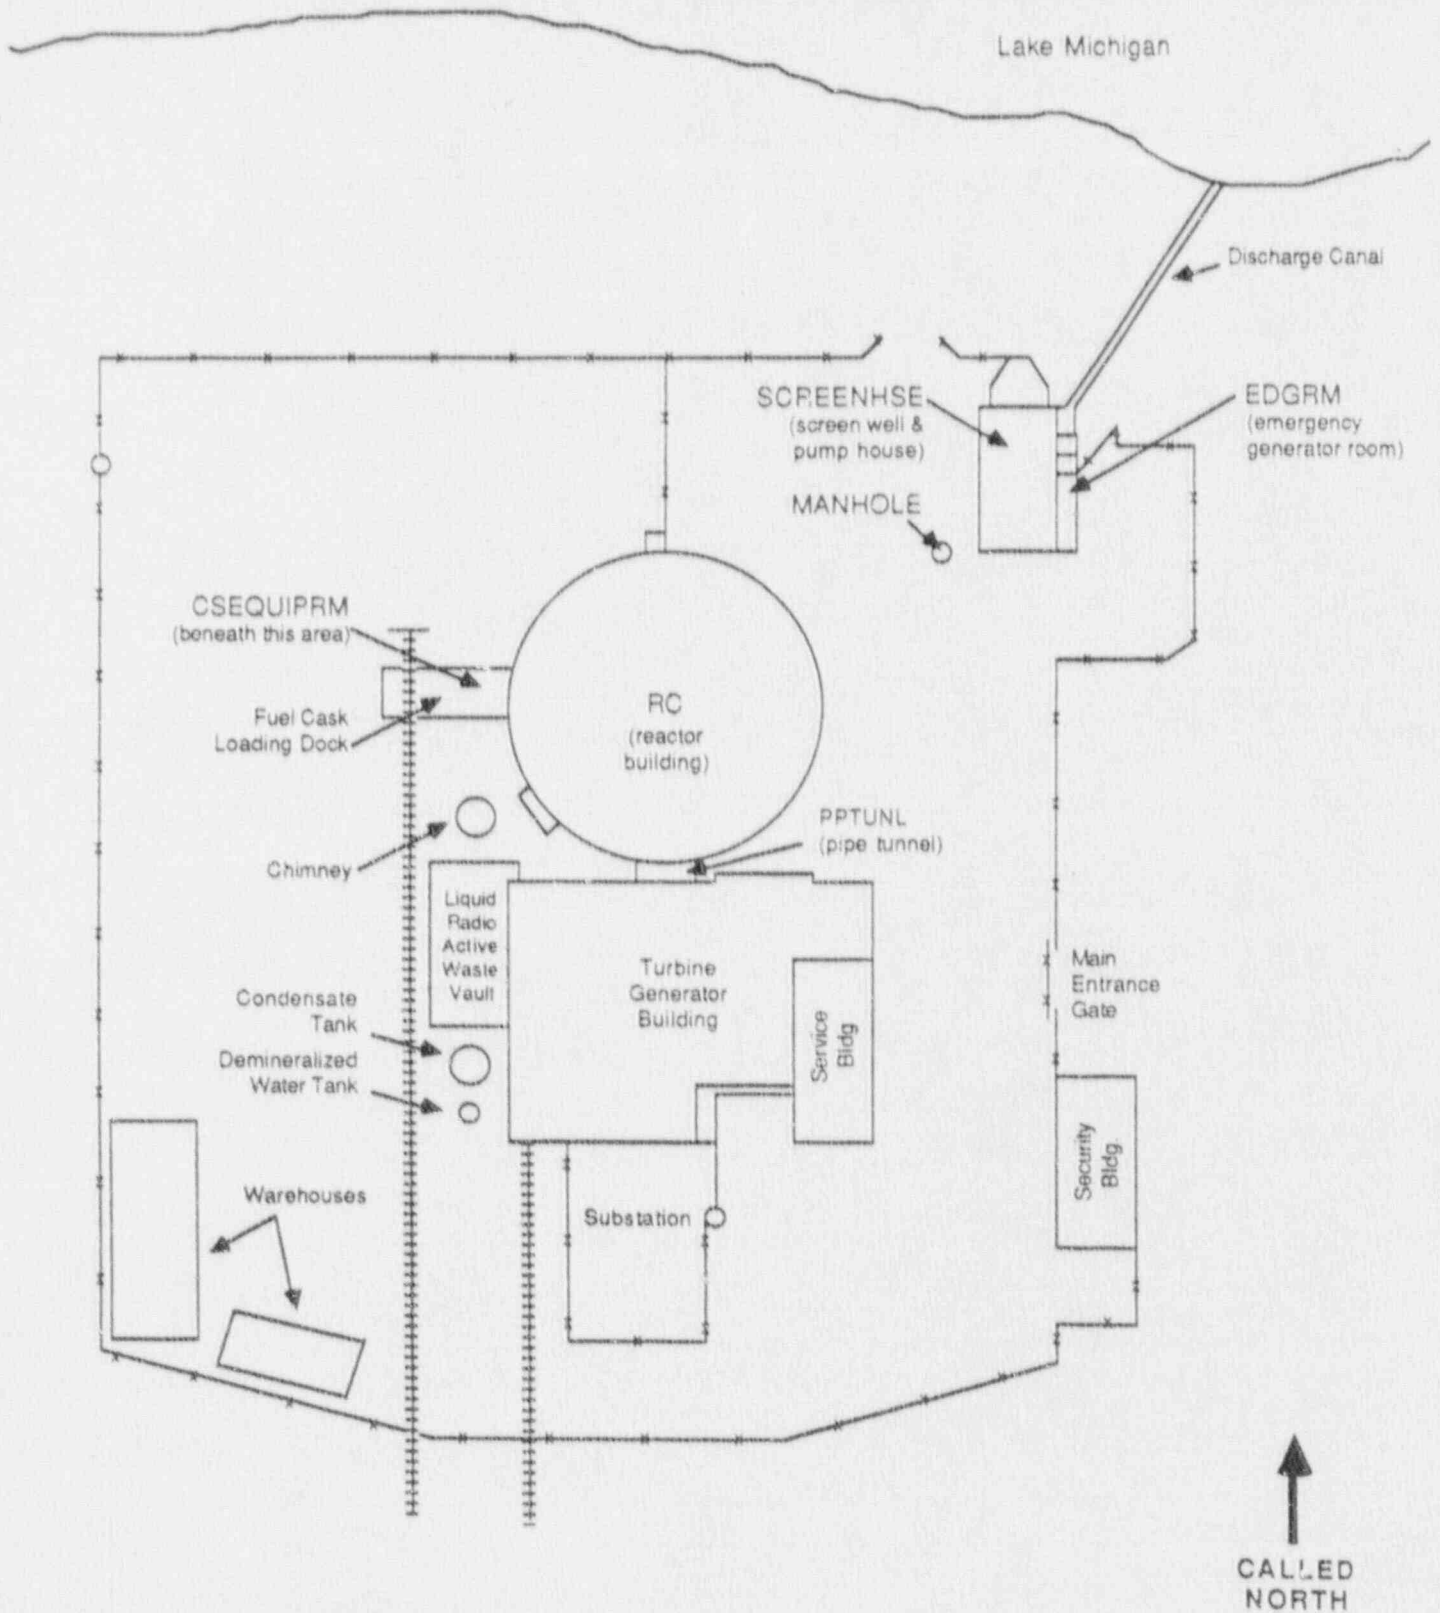 Lake Michigan
Discharge Canal
SCREENHSE
(screen well &
pump house)
EDGRM
(emergency
generator room)
MANHOLE
CSEQUIPRM
(beneath this area)
Fuel Cask
Loading Dock
RC
(reactor
building)
PPTUNL
(pipe tunnel)
Chimney
Liquid
Radio
Active
Waste
Vault
Turbine
Generator
Building
Main
Entrance
Gate
Condensate
Tank
Demineralized
Water Tank
Service
Bldg
Security
Bldg.
Warehouses
Substation
CALLED
NORTH